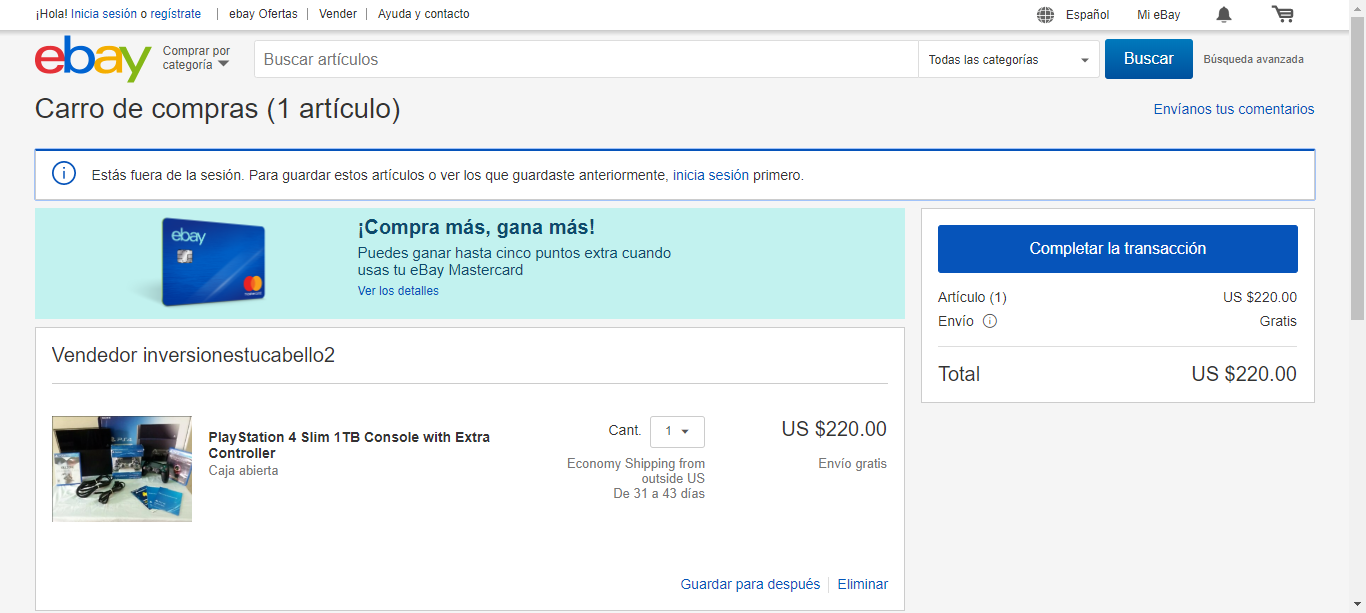 ¡Hola! Inicia sesión o regístrate | ebay Ofertas | Vender | Ayuda y contacto
Español Mi eBay
ebay
Comprar por
categoría
Buscar artículos
Todas las categorías
Buscar
Búsqueda avanzada
Carro de compras (1 artículo)
Envíanos tus comentarios
Estás fuera de la sesión. Para guardar estos artículos o ver los que guardaste anteriormente, inicia sesión primero.
ebay
¡Compra más, gana más!
Puedes ganar hasta cinco puntos extra cuando
usas tu eBay Mastercard
Ver los detalles
Completar la transacción
Artículo (1) US $220.00
Envío Gratis
Total US $220.00
Vendedor inversionestucabello2
PlayStation 4 Slim 1TB Console with Extra
Controller
Caja abierta
Cant. 1
Economy Shipping from
outside US
De 31 a 43 días
US $220.00
Envío gratis
Guardar para después | Eliminar